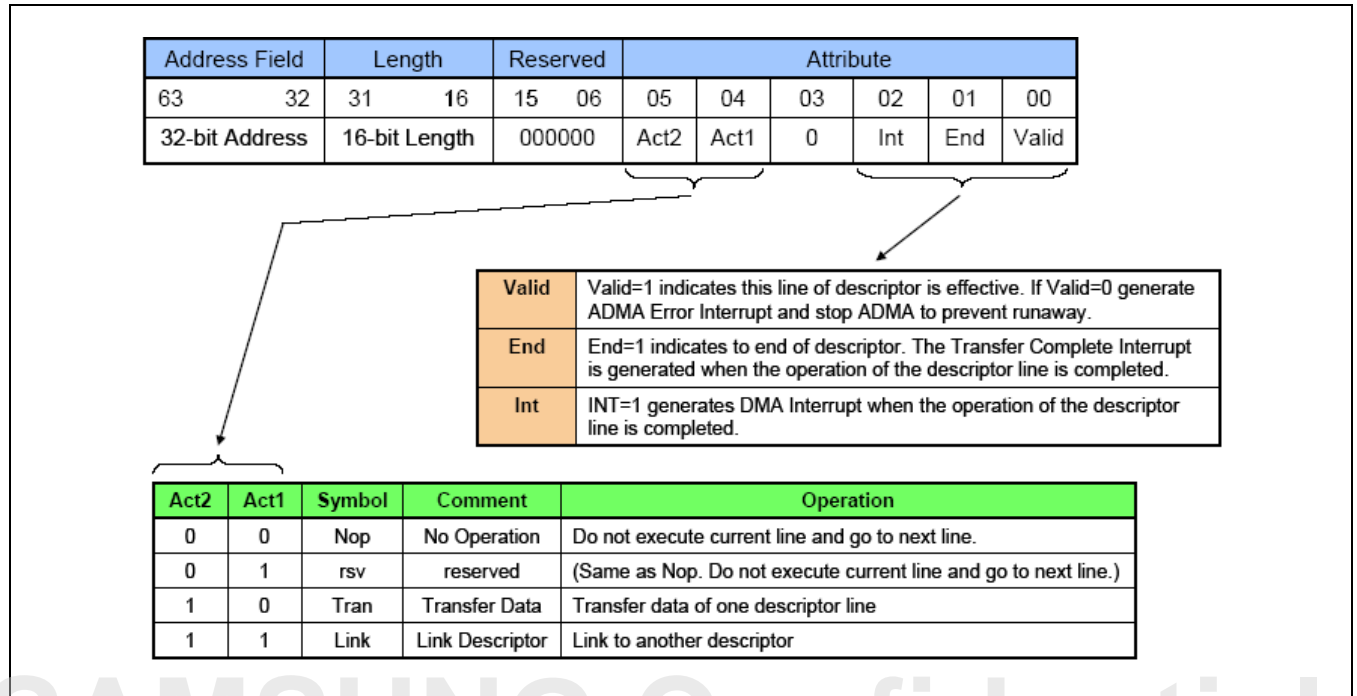 Address Field Length Reserved Attribute
63 32 31 16 15 06 05 04 03 02 01 00
32-bit Address 16-bit Length 000000 Act2 Act1 0 Int End Valid
Valid Valid=1 indicates this line of descriptor is effective. If Valid=0 generate
ADMA Error Interrupt and stop ADMA to prevent runaway.
End End=1 indicates to end of descriptor. The Transfer Complete Interrupt
is generated when the operation of the descriptor line is completed.
Int INT=1 generates DMA Interrupt when the operation of the descriptor
line is completed.
Act2 Act1 Symbol Comment Operation
0 0 Nop No Operation Do not execute current line and go to next line.
0 1 rsv reserved (Same as Nop. Do not execute current line and go to next line.)
1 0 Tran Transfer Data Transfer data of one descriptor line
1 1 Link Link Descriptor Link to another descriptor
SAMSUNG Confidential